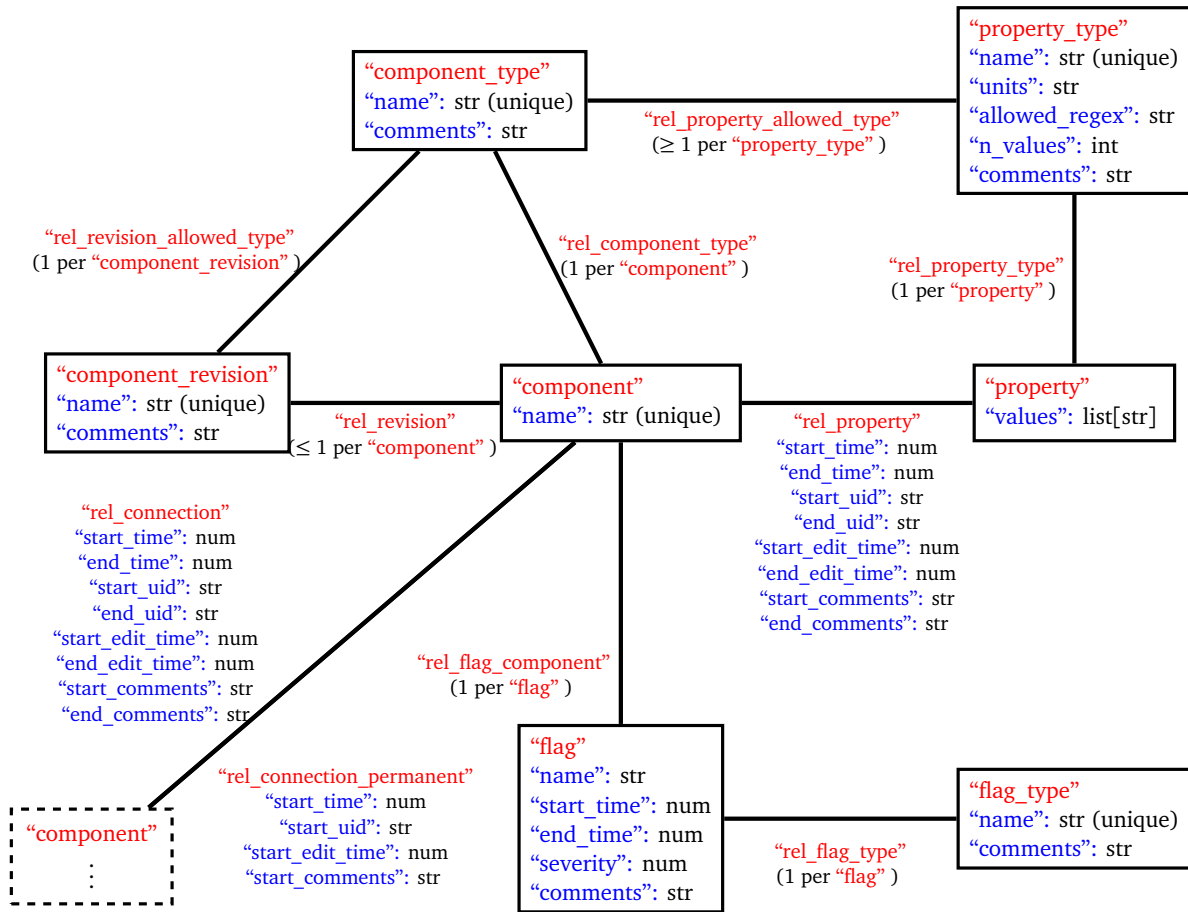 “component_type”
“name”: str (unique)
“comments”: str
“property_type”
“name”: str (unique)
“units”: str
“allowed_regex”: str
“n_values”: int
“comments”: str
“rel_property_allowed_type”
(≥ 1 per “property_type” )
“rel_revision_allowed_type”
(1 per “component_revision” )
“rel_component_type”
(1 per “component” )
“rel_property_type”
(1 per “property” )
“component_revision”
“name”: str (unique)
“comments”: str
“rel_revision”
(≤ 1 per “component” )
“component”
“name”: str (unique)
“rel_property”
“start_time”: num
“end_time”: num
“start_uid”: str
“end_uid”: str
“start_edit_time”: num
“end_edit_time”: num
“start_comments”: str
“end_comments”: str
“property”
“values”: list[str]
“rel_connection”
“start_time”: num
“end_time”: num
“start_uid”: str
“end_uid”: str
“start_edit_time”: num
“end_edit_time”: num
“start_comments”: str
“end_comments”: str
“rel_flag_component”
(1 per “flag” )
“component”
⋮
“rel_connection_permanent”
“start_time”: num
“start_uid”: str
“start_edit_time”: num
“start_comments”: str
“flag”
“name”: str
“start_time”: num
“end_time”: num
“severity”: num
“comments”: str
“rel_flag_type”
(1 per “flag” )
“flag_type”
“name”: str (unique)
“comments”: str